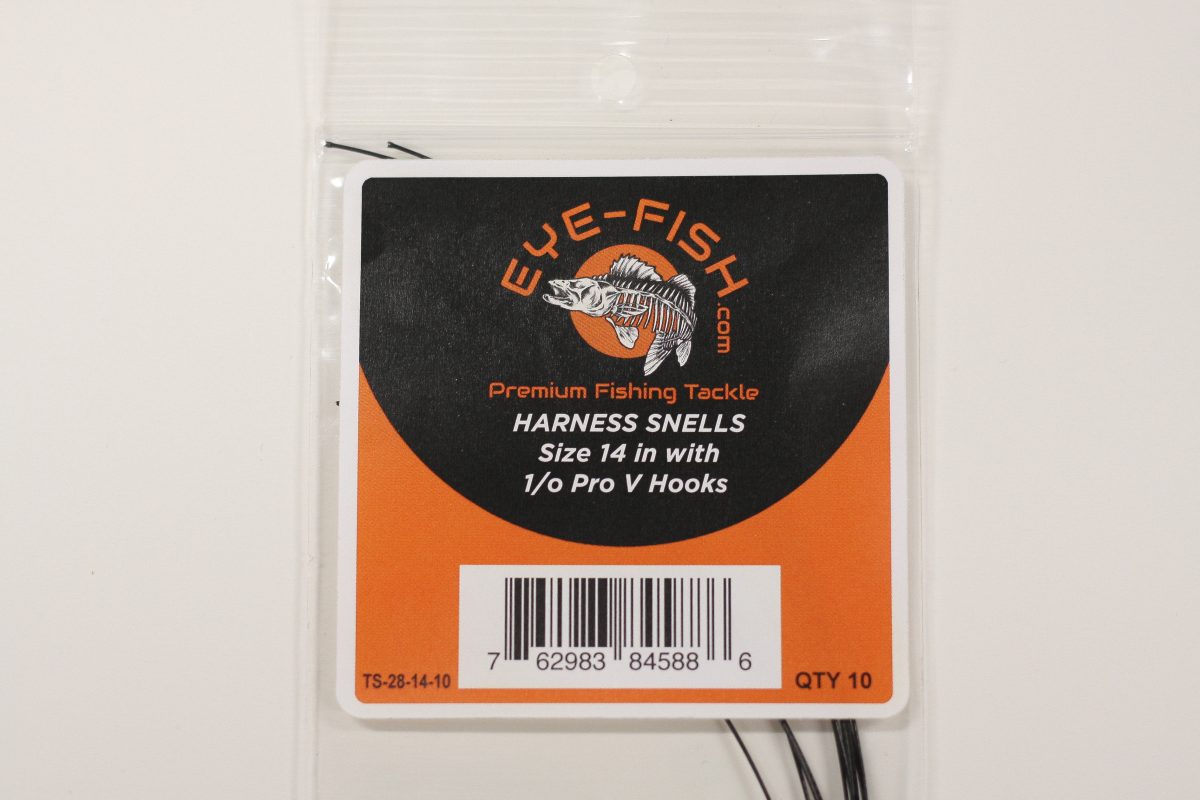 EYE-FISH
.com
Premium Fishing Tackle
HARNESS SNELLS
Size 14 in with
1/o Pro V Hooks
7 62983 84588 6
TS-28-14-10
QTY 10